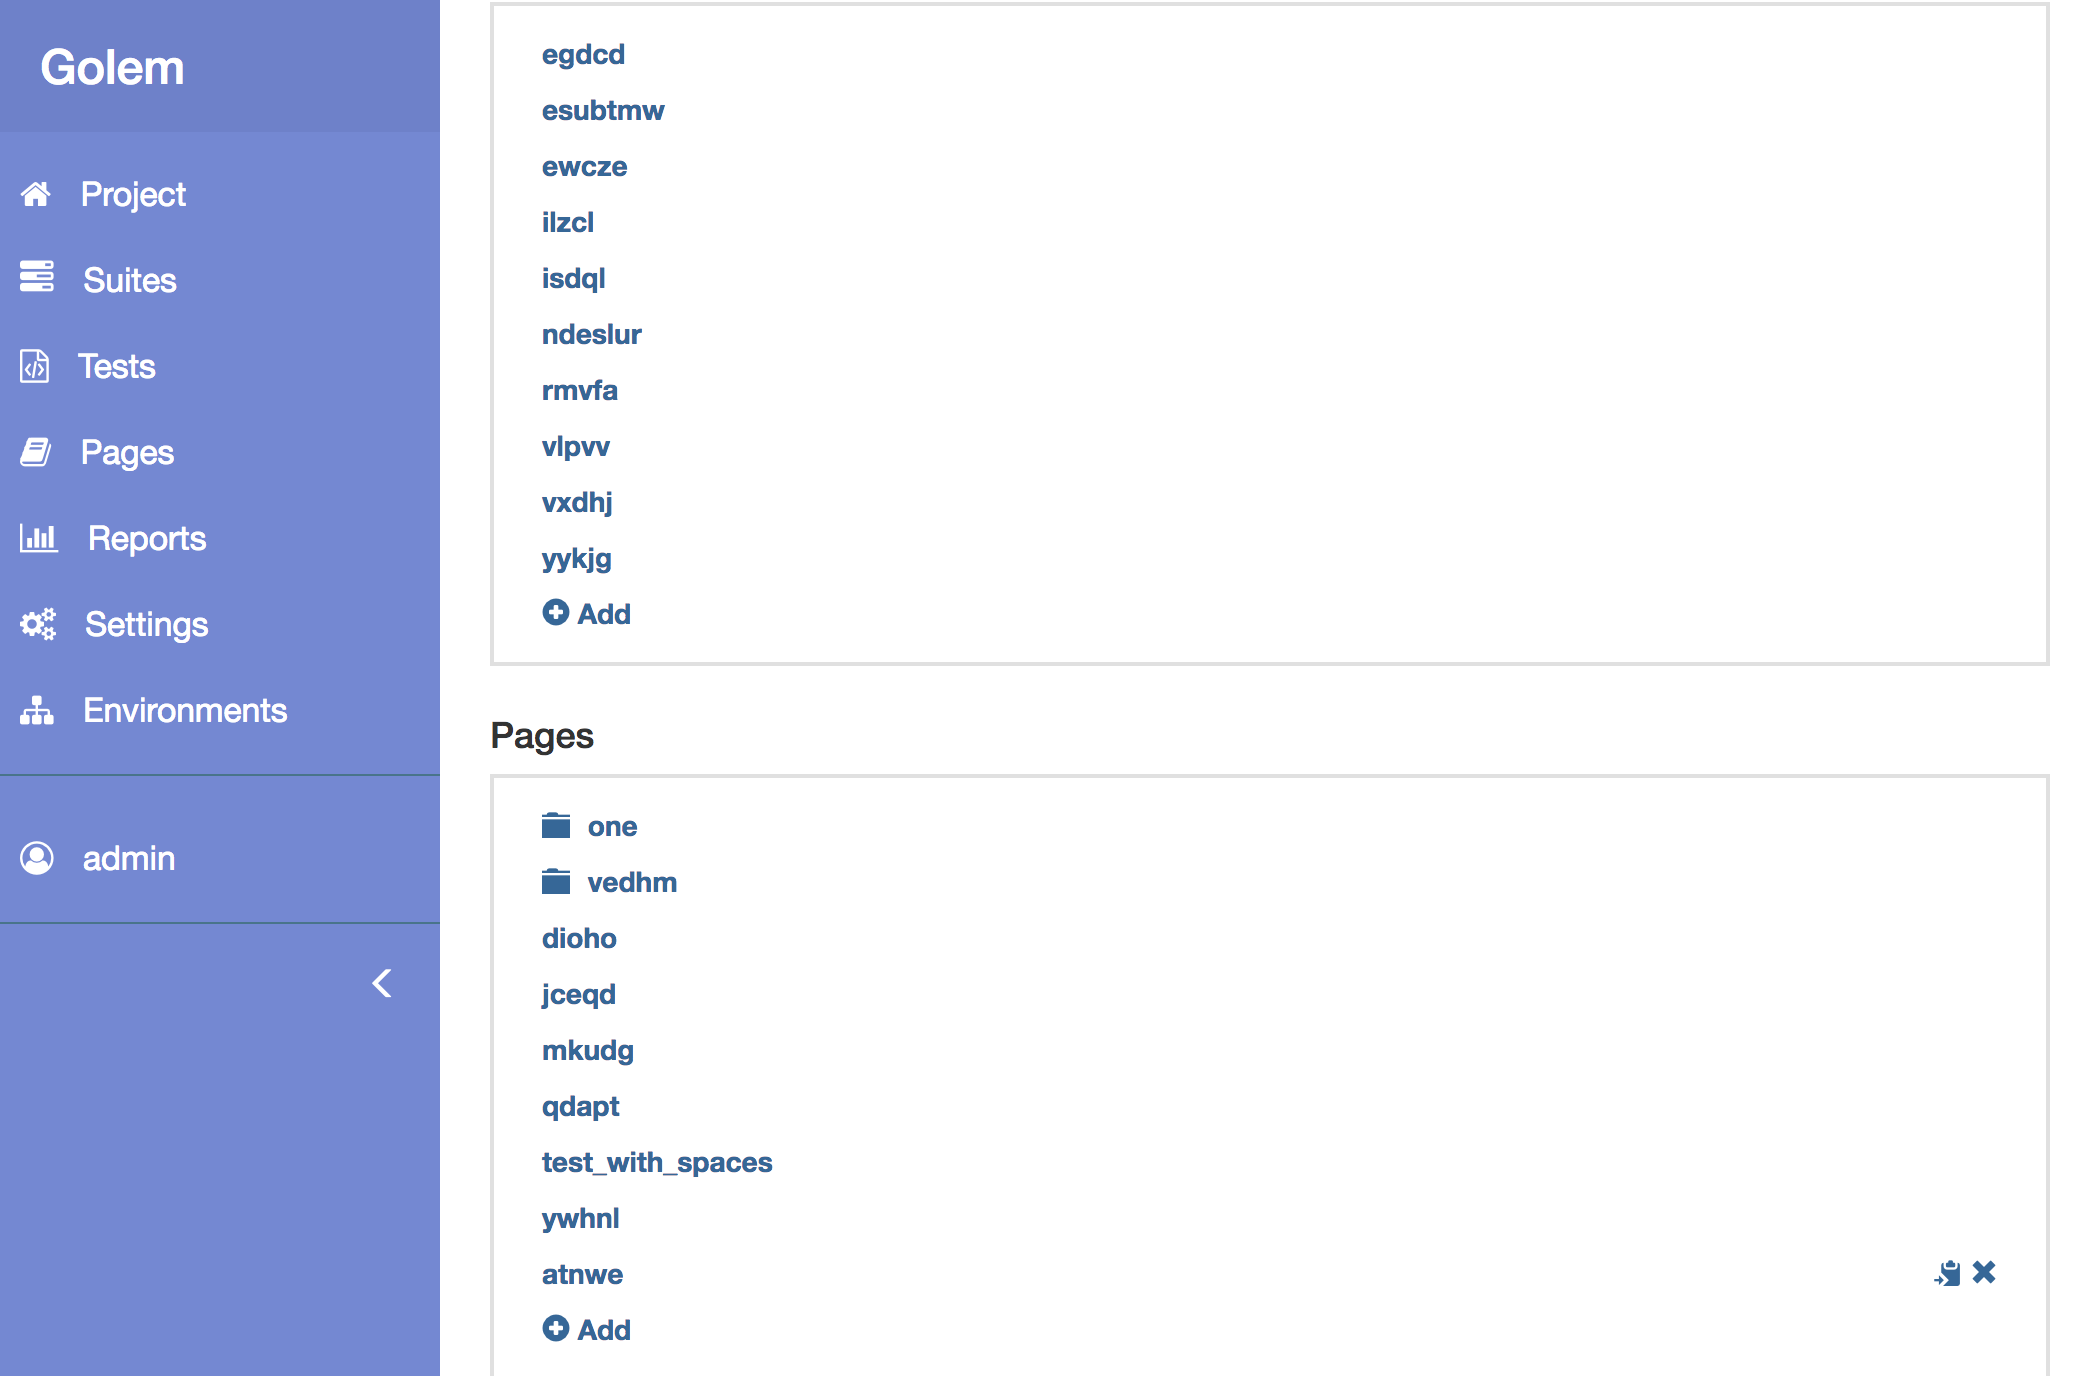 Golem
Project
Suites
Tests
Pages
Reports
Settings
Environments
admin
egdcd
esubtmw
ewcze
ilzcl
isdql
ndeslur
rmvfa
vlpvv
vxdhj
yykjg
Add
Pages
one
vedhm
dioho
jceqd
mkudg
qdapt
test_with_spaces
ywhnl
atnwe
Add